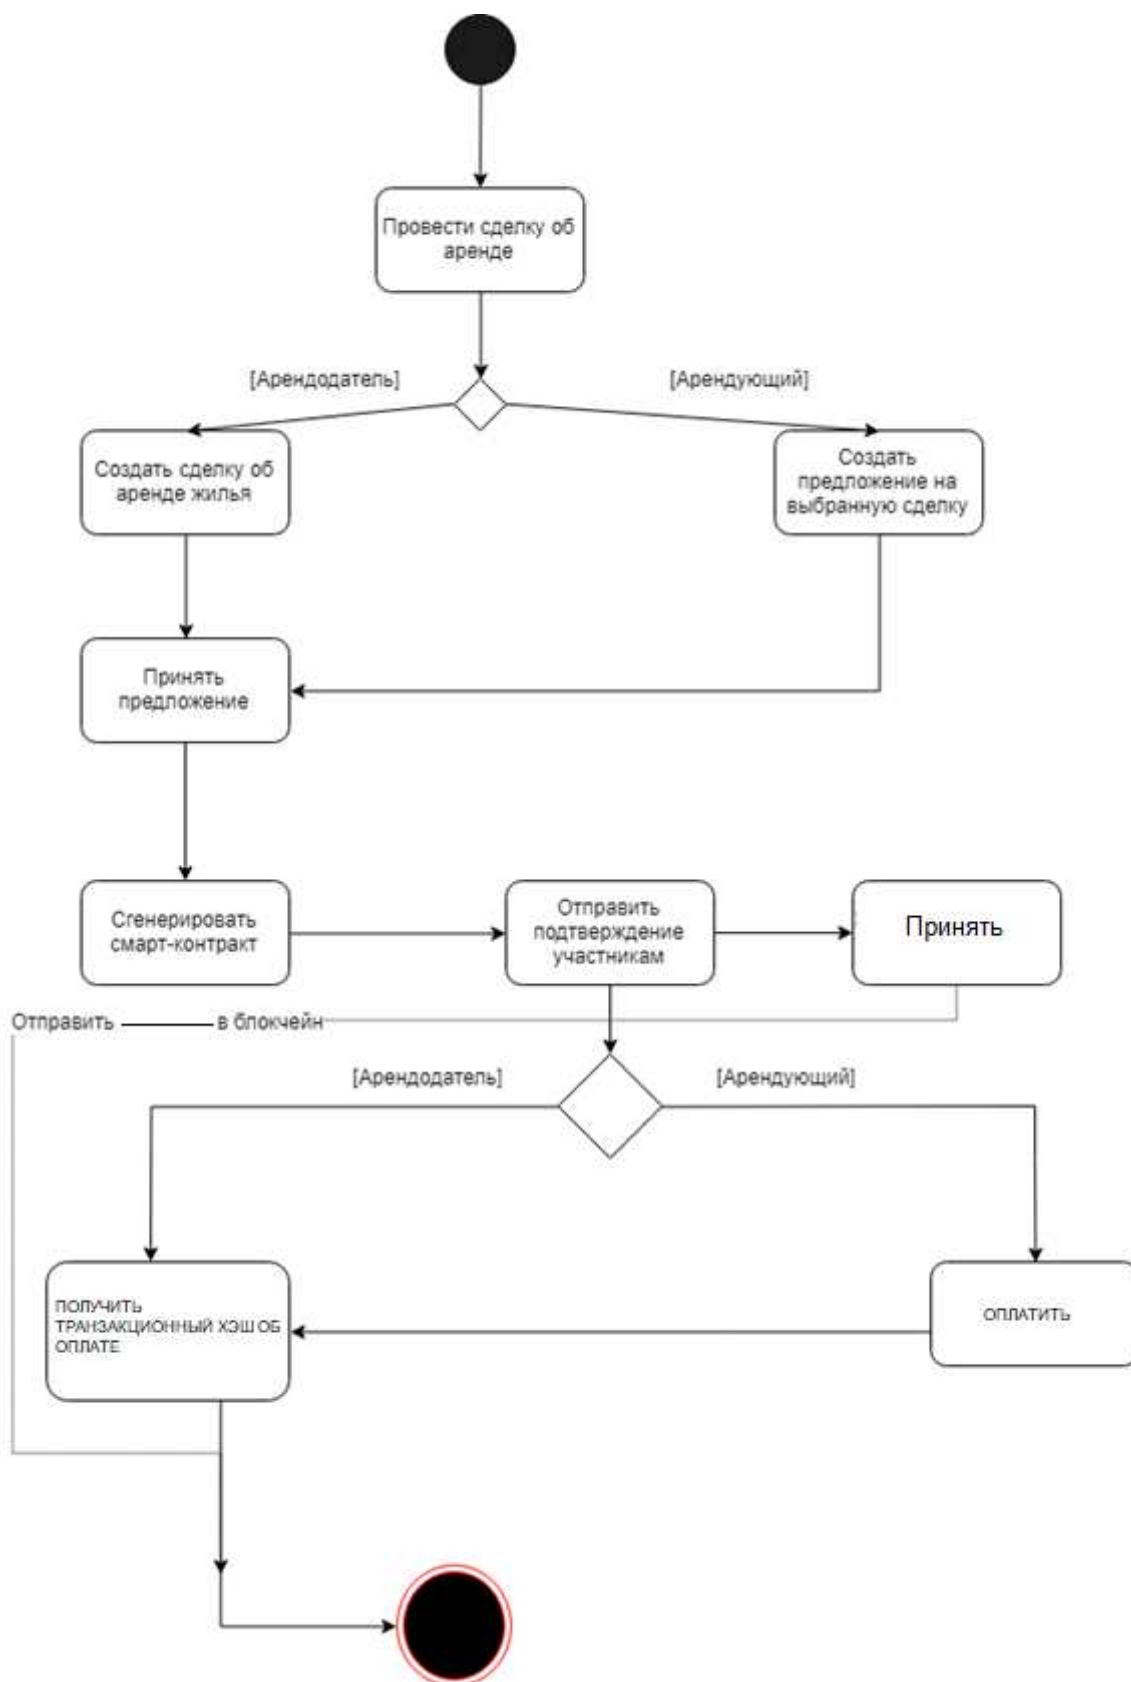 Провести сделку об
аренде
[Арендодатель]
[Арендующий]
Создать сделку об
аренде жилья
Создать
предложение на
выбранную сделку
Принять
предложение
Сгенерировать
смарт-контракт
Отправить
подтверждение
участникам
Принять
Отправить в блокчейн
[Арендодатель]
[Арендующий]
ПОЛУЧИТЬ
ТРАНЗАКЦИОННЫЙ ХЭШ ОБ
ОПЛАТЕ
ОПЛАТИТЬ